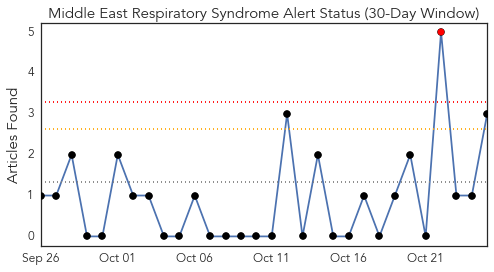 Middle East Respiratory Syndrome Alert Status (30-Day Window)
Articles Found
5
4
3
2
1
0
Sep 26 Oct 01 Oct 06 Oct 11 Oct 16 Oct 21